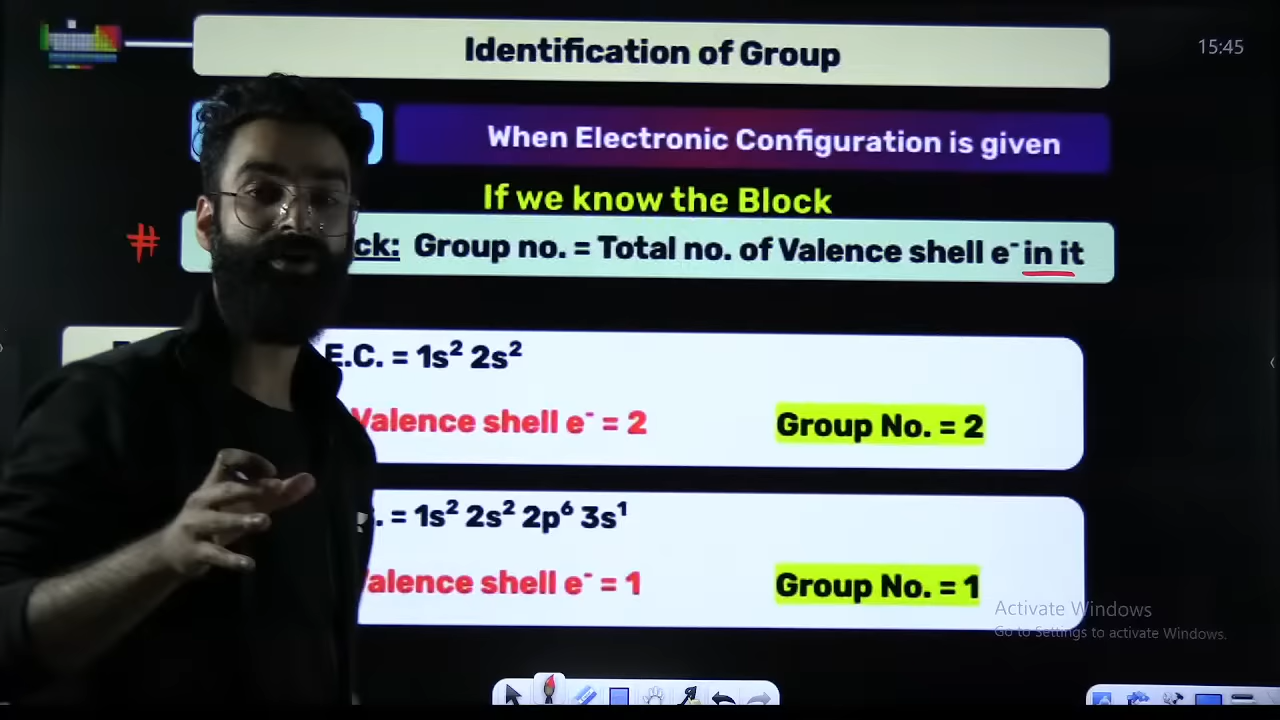 Identification of Group
15:45
When Electronic Configuration is given
If we know the Block
# ck: Group no. = Total no. of Valence shell e⁻ in it
E.C. = 1s² 2s²
Valence shell e⁻ = 2
Group No. = 2
. = 1s² 2s² 2p⁶ 3s¹
alence shell e⁻ = 1
Group No. = 1
Activate Windows
Go to Settings to activate Windows.